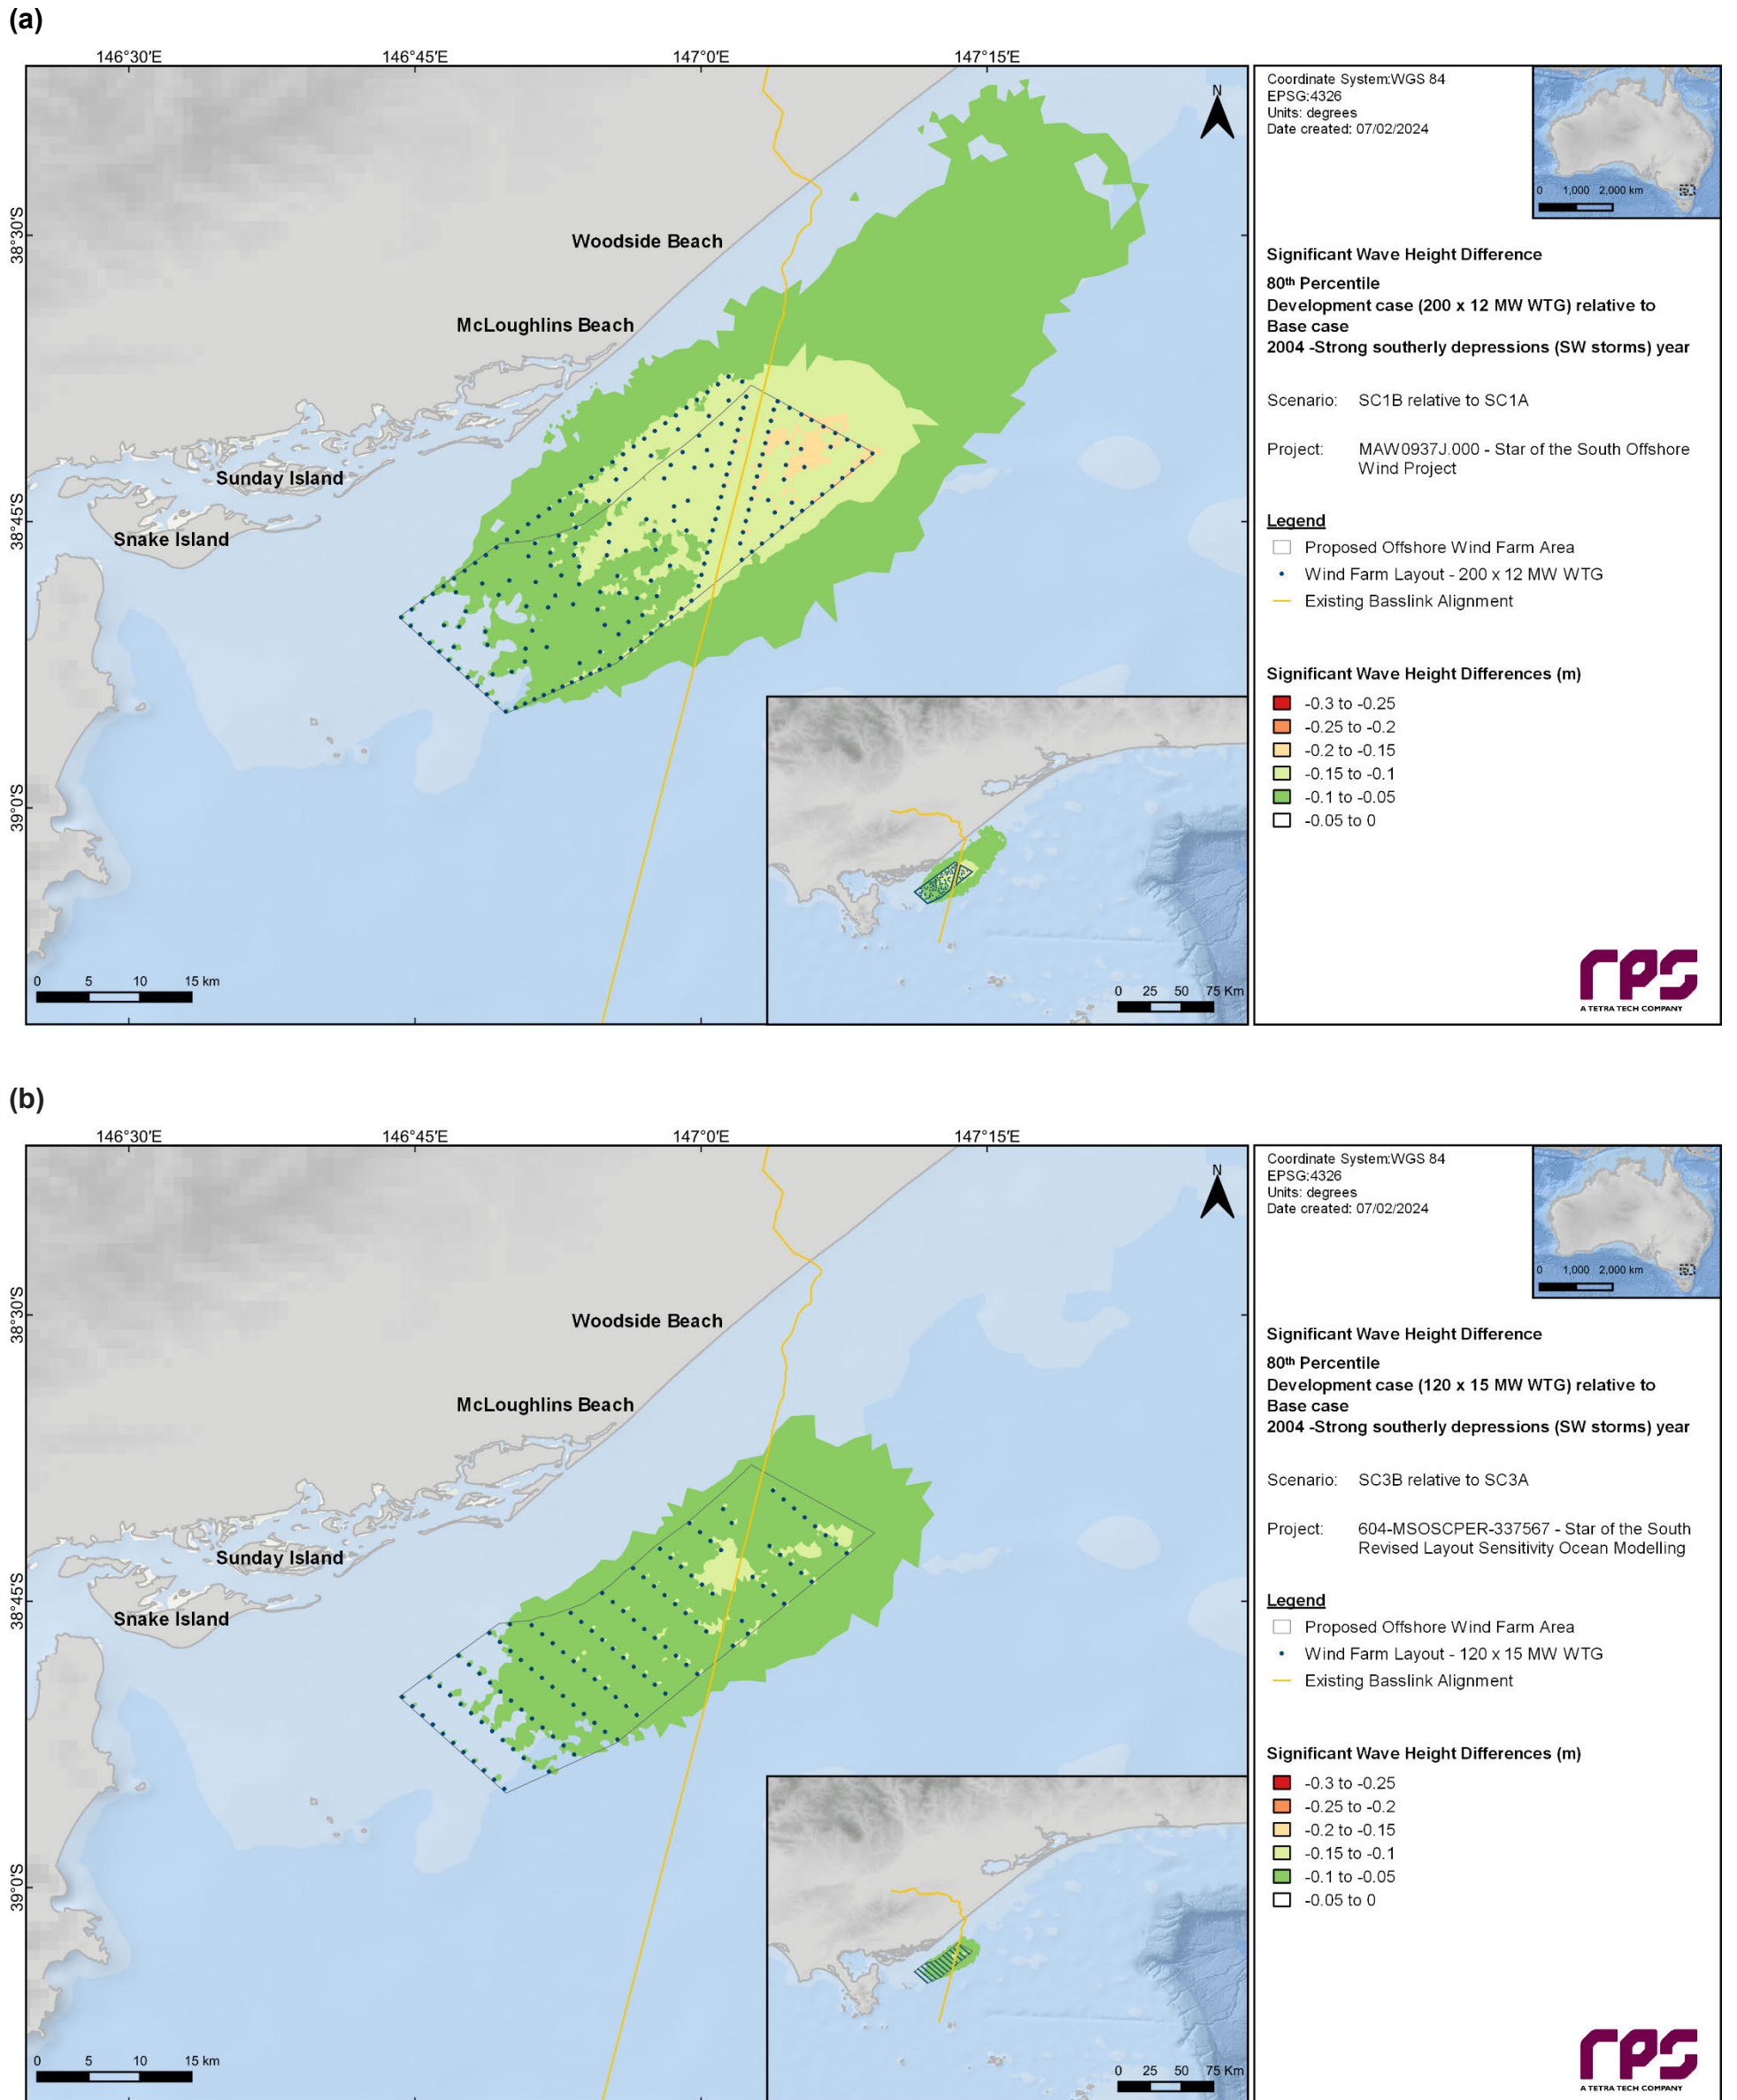 (a)
146°30'E 146°45'E 147°0'E 147°15'E
38°30'S
38°45'S
39°0'S
N
Woodside Beach
McLoughlins Beach
Sunday Island
Snake Island
0 5 10 15 km
0 25 50 75 Km
Coordinate System:WGS 84
EPSG:4326
Units: degrees
Date created: 07/02/2024
0 1,000 2,000 km
Significant Wave Height Difference
80th Percentile
Development case (200 x 12 MW WTG) relative to
Base case
2004 -Strong southerly depressions (SW storms) year
Scenario: SC1B relative to SC1A
Project: MAW0937J.000 - Star of the South Offshore
Wind Project
Legend
Proposed Offshore Wind Farm Area
Wind Farm Layout - 200 x 12 MW WTG
Existing Basslink Alignment
Significant Wave Height Differences (m)
-0.3 to -0.25
-0.25 to -0.2
-0.2 to -0.15
-0.15 to -0.1
-0.1 to -0.05
-0.05 to 0
rps
A TETRA TECH COMPANY
(b)
146°30'E 146°45'E 147°0'E 147°15'E
38°30'S
38°45'S
39°0'S
N
Woodside Beach
McLoughlins Beach
Sunday Island
Snake Island
0 5 10 15 km
0 25 50 75 Km
Coordinate System:WGS 84
EPSG:4326
Units: degrees
Date created: 07/02/2024
0 1,000 2,000 km
Significant Wave Height Difference
80th Percentile
Development case (120 x 15 MW WTG) relative to
Base case
2004 -Strong southerly depressions (SW storms) year
Scenario: SC3B relative to SC3A
Project: 604-MSOSCPER-337567 - Star of the South
Revised Layout Sensitivity Ocean Modelling
Legend
Proposed Offshore Wind Farm Area
Wind Farm Layout - 120 x 15 MW WTG
Existing Basslink Alignment
Significant Wave Height Differences (m)
-0.3 to -0.25
-0.25 to -0.2
-0.2 to -0.15
-0.15 to -0.1
-0.1 to -0.05
-0.05 to 0
rps
A TETRA TECH COMPANY